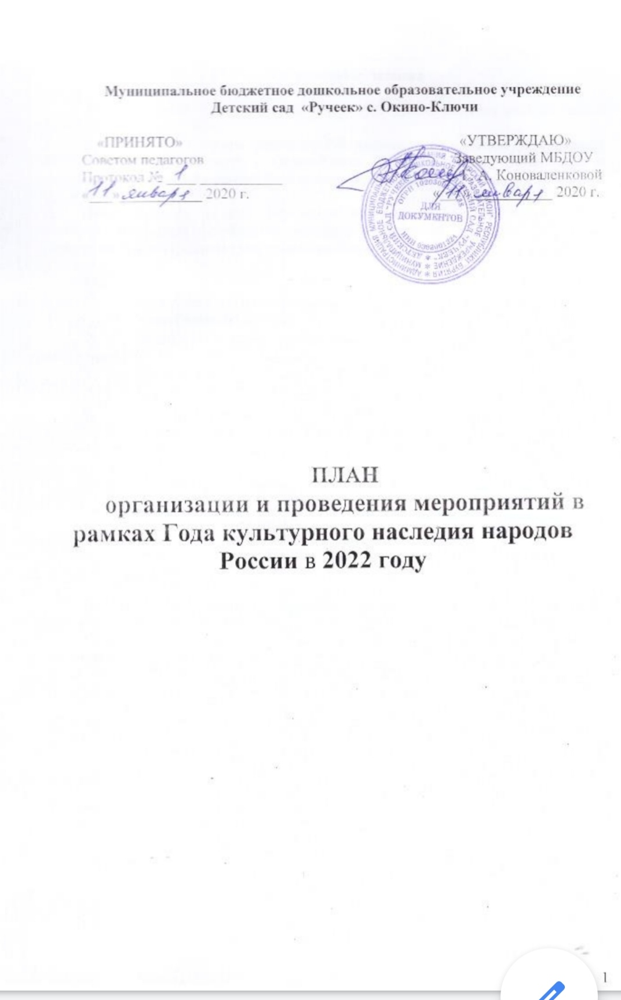 Муниципальное бюджетное дошкольное образовательное учреждение
Детский сад «Ручеек» с. Окино-Ключи
«ПРИНЯТО»
Советом педагогов
Протокол № 1
«11» января 2020 г.
«УТВЕРЖДАЮ»
Заведующий МБДОУ
Г. А. Коноваленковой
«11» января 2020 г.
ДЛЯ
ДОКУМЕНТОВ
ПЛАН
организации и проведения мероприятий в
рамках Года культурного наследия народов
России в 2022 году
1